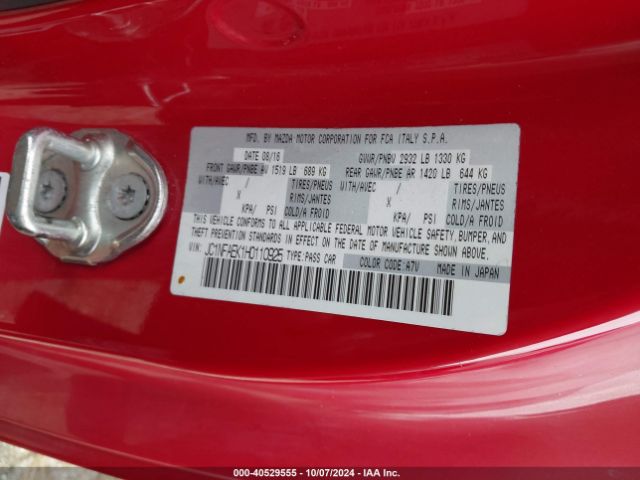 MFD. BY MAZDA MOTOR CORPORATION FOR FCA ITALY S.P.A.
DATE 08/16 GVWR/PNBV 2932 LB 1330 KG
FRONT GAWR/PNBE AV 1519 LB 689 KG REAR GAWR/PNBE AR 1420 LB 644 KG
WITH/AVEC / TIRES/PNEUS WITH/AVEC / TIRES/PNEUS
X RIMS/JANTES X RIMS/JANTES
KPA/ PSI COLD/A FROID KPA/ PSI COLD/A FROID
THIS VEHICLE CONFORMS TO ALL APPLICABLE FEDERAL MOTOR VEHICLE SAFETY, BUMPER, AND
THEFT PREVENTION STANDARDS IN EFFECT ON THE DATE OF MANUFACTURE SHOWN ABOVE.
VIN: JC1NFAEK1H0110925 TYPE: PASS CAR COLOR CODE: A7U MADE IN JAPAN
000-40529555 - 10/07/2024 - IAA Inc.